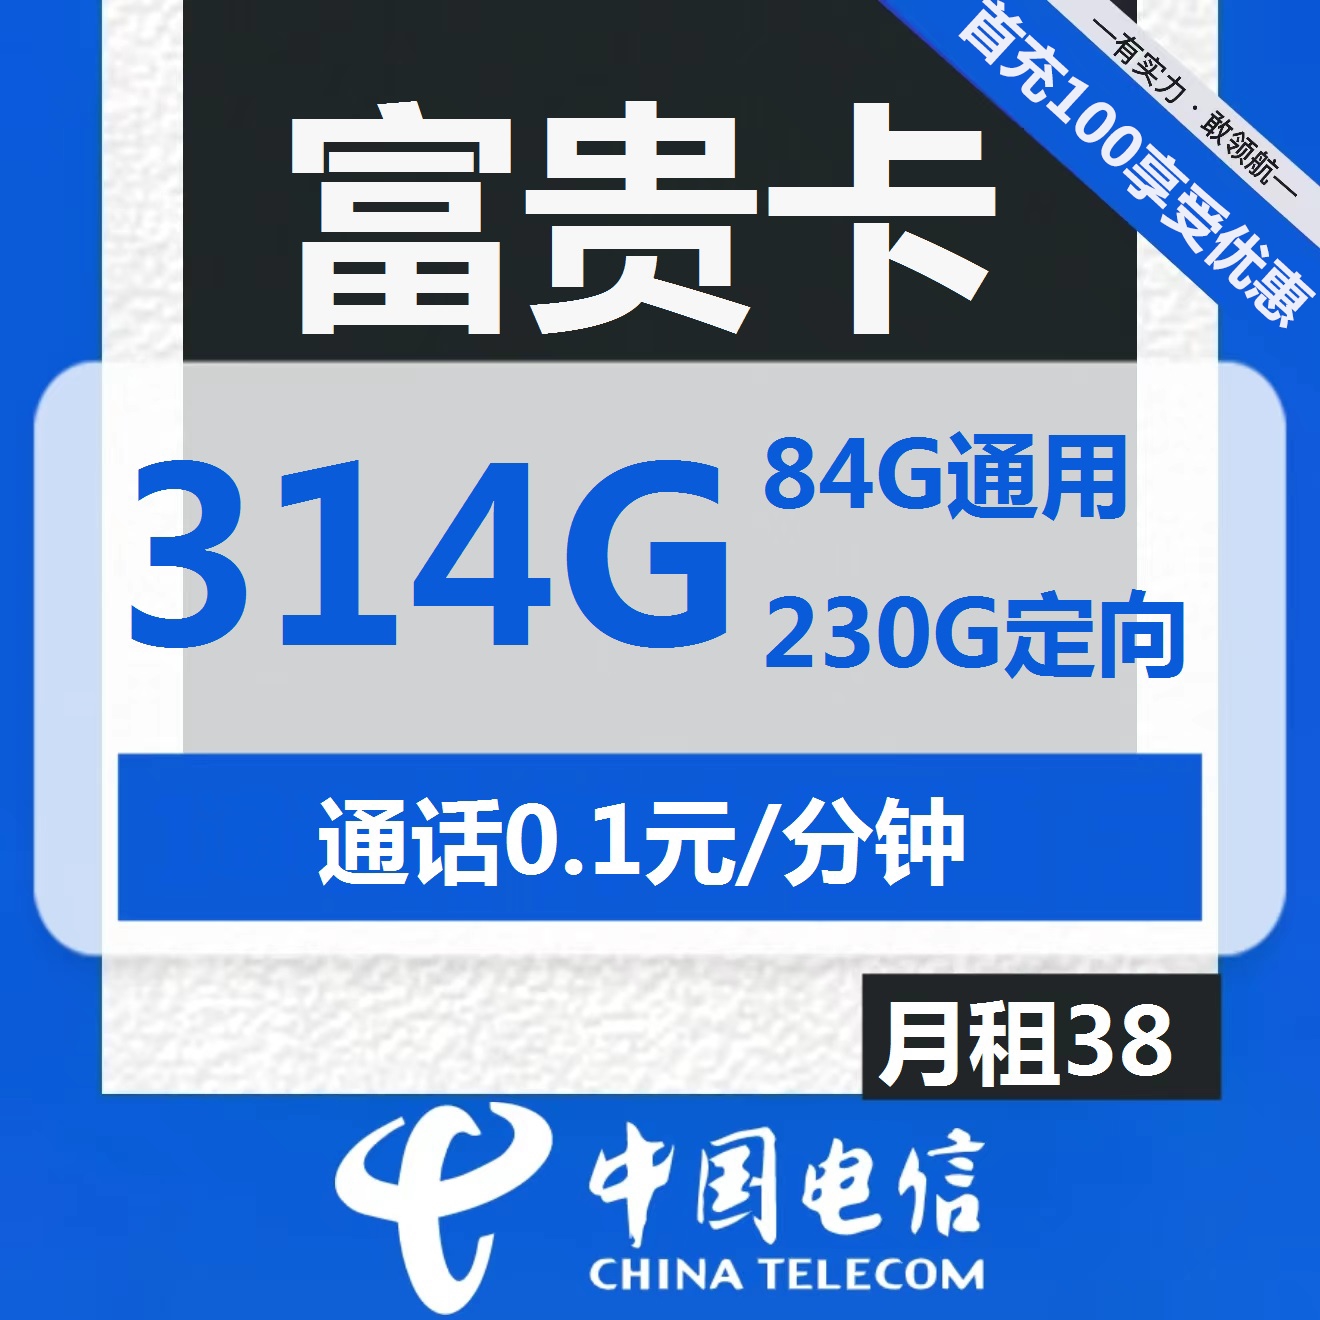 一有实力·敢领航一
首充100享受优惠
富贵卡
314G
84G通用
230G定向
通话0.1元/分钟
月租38
中国电信
CHINA TELECOM